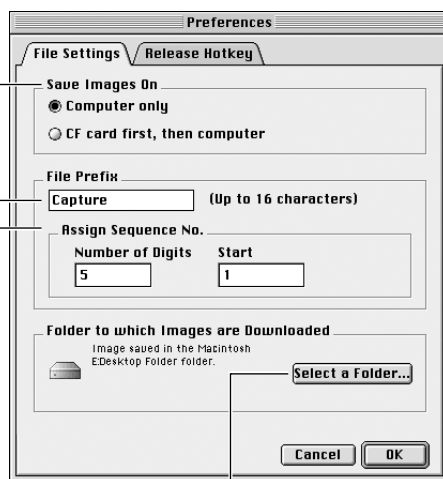 Preferences
File Settings
Release Hotkey
Save Images On
Computer only
CF card first, then computer
File Prefix
Capture
(Up to 16 characters)
Assign Sequence No.
Number of Digits
Start
5
1
Folder to which Images are Downloaded
Image saved in the Macintosh
E:Desktop Folder folder.
Select a Folder...
Cancel
OK